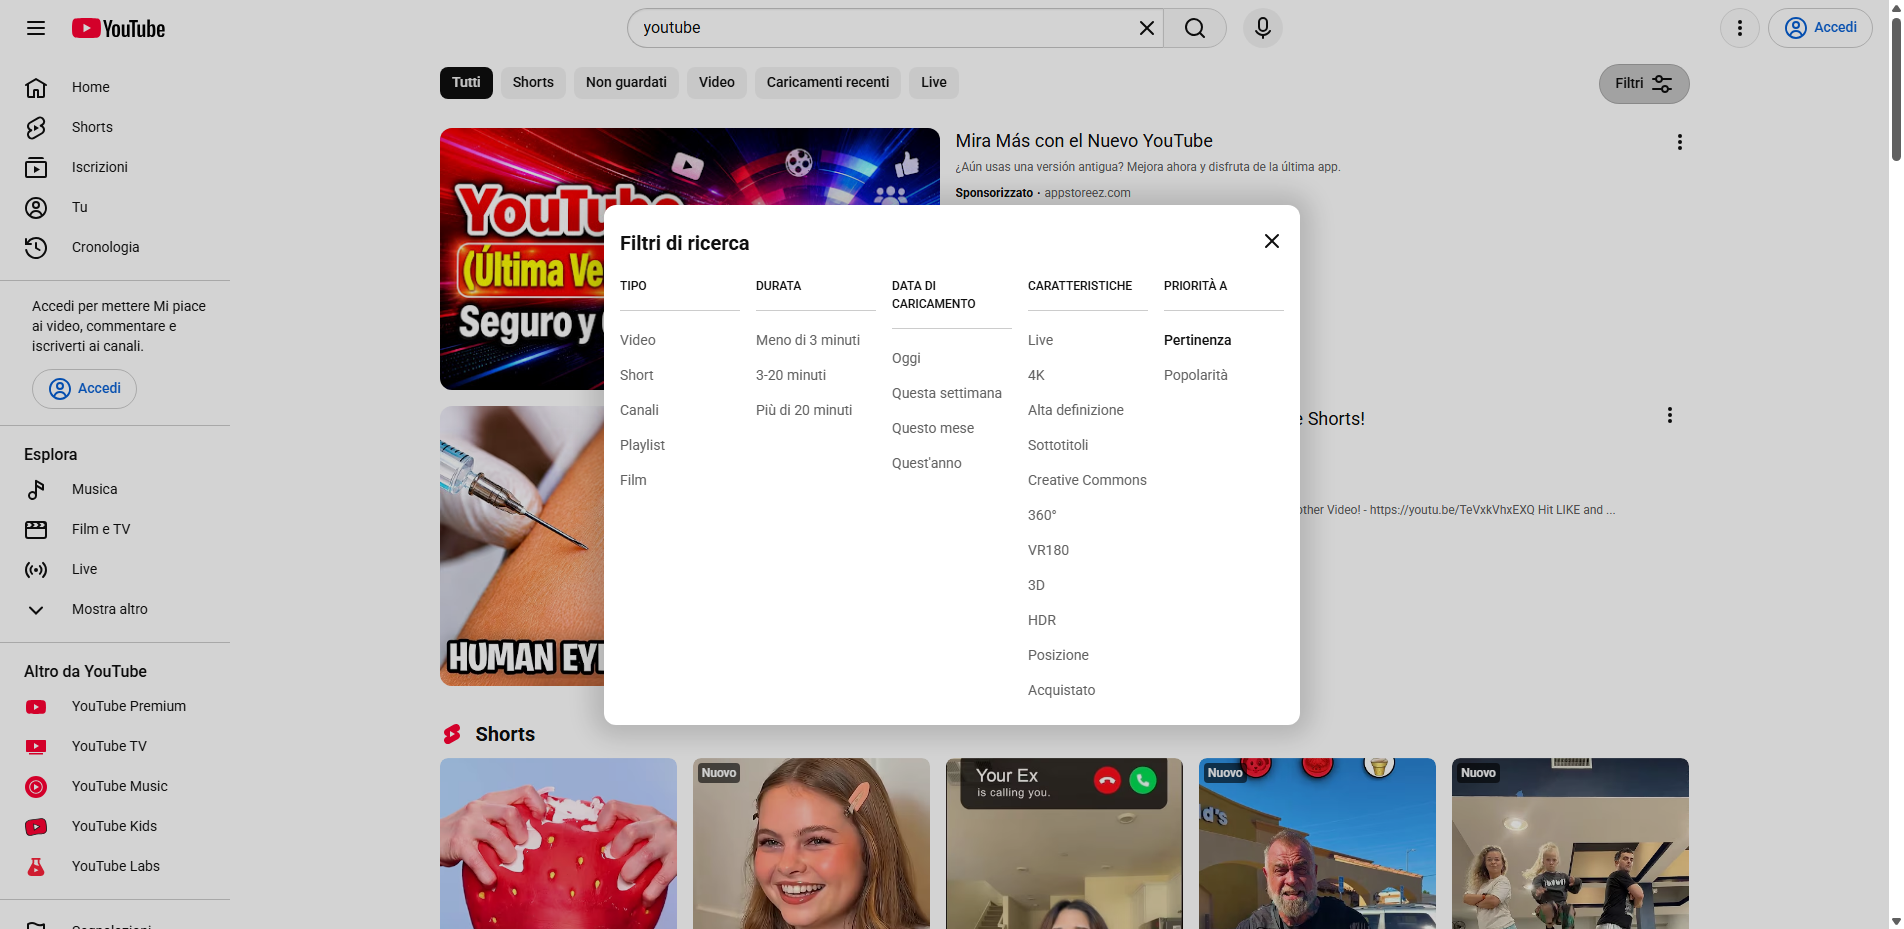 YouTube
youtube
Accedi
Home
Shorts
Iscrizioni
Tu
Cronologia
Accedi per mettere Mi piace
ai video, commentare e
iscriverti ai canali.
Accedi
Esplora
Musica
Film e TV
Live
Mostra altro
Altro da YouTube
YouTube Premium
YouTube TV
YouTube Music
YouTube Kids
YouTube Labs
Tutti
Shorts
Non guardati
Video
Caricamenti recenti
Live
Filtri
Mira Más con el Nuevo YouTube
¿Aún usas una versión antigua? Mejora ahora y disfruta de la última app.
Sponsorizzato · appstoreez.com
YouTube
(Última Ve
Seguro y
Filtri di ricerca
TIPO
Video
Short
Canali
Playlist
Film
DURATA
Meno di 3 minuti
3-20 minuti
Più di 20 minuti
DATA DI
CARICAMENTO
Oggi
Questa settimana
Questo mese
Quest'anno
CARATTERISTICHE
Live
4K
Alta definizione
Sottotitoli
Creative Commons
360°
VR180
3D
HDR
Posizione
Acquistato
PRIORITÀ A
Pertinenza
Popolarità
Shorts!
other Video! - https://youtu.be/TeVxkVhxEXQ Hit LIKE and ...
HUMAN EY
Shorts
Nuovo
Your Ex
is calling you.
Nuovo
Nuovo